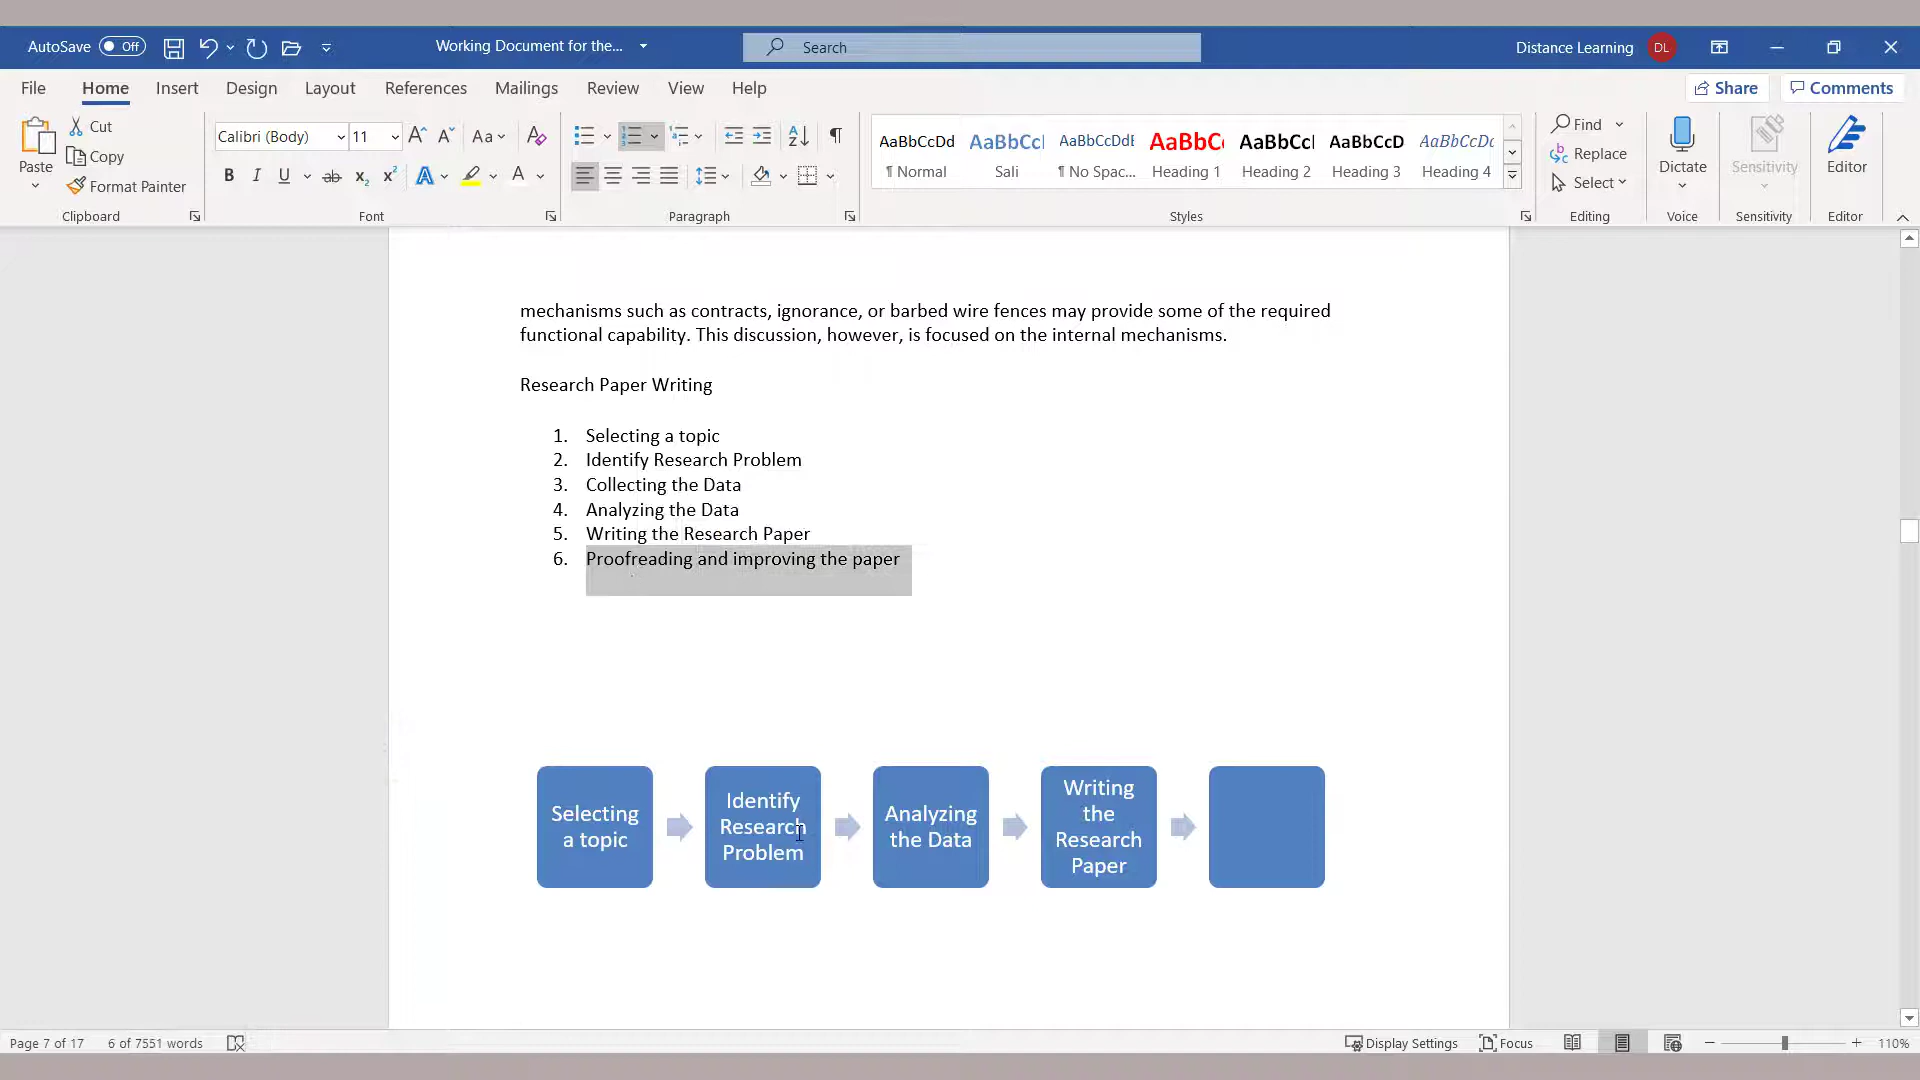 AutoSave Off Working Document for the... Search Distance Learning DL
File Home Insert Design Layout References Mailings Review View Help Share Comments
Paste
Cut
Copy
Format Painter
Clipboard
Calibri (Body) 11
Font
Paragraph
AaBbCcDd
¶ Normal
AaBbCcI
Sali
AaBbCcDdE
¶ No Spac...
AaBbC
Heading 1
AaBbCcI
Heading 2
AaBbCcD
Heading 3
AaBbCcDc
Heading 4
Styles
Find
Replace
Select
Editing
Dictate
Voice
Sensitivity
Sensitivity
Editor
Editor
mechanisms such as contracts, ignorance, or barbed wire fences may provide some of the required
functional capability. This discussion, however, is focused on the internal mechanisms.
Research Paper Writing
1. Selecting a topic
2. Identify Research Problem
3. Collecting the Data
4. Analyzing the Data
5. Writing the Research Paper
6. Proofreading and improving the paper
Selecting
a topic
Identify
Research
Problem
Analyzing
the Data
Writing
the
Research
Paper
Page 7 of 17 6 of 7551 words Display Settings Focus 110%